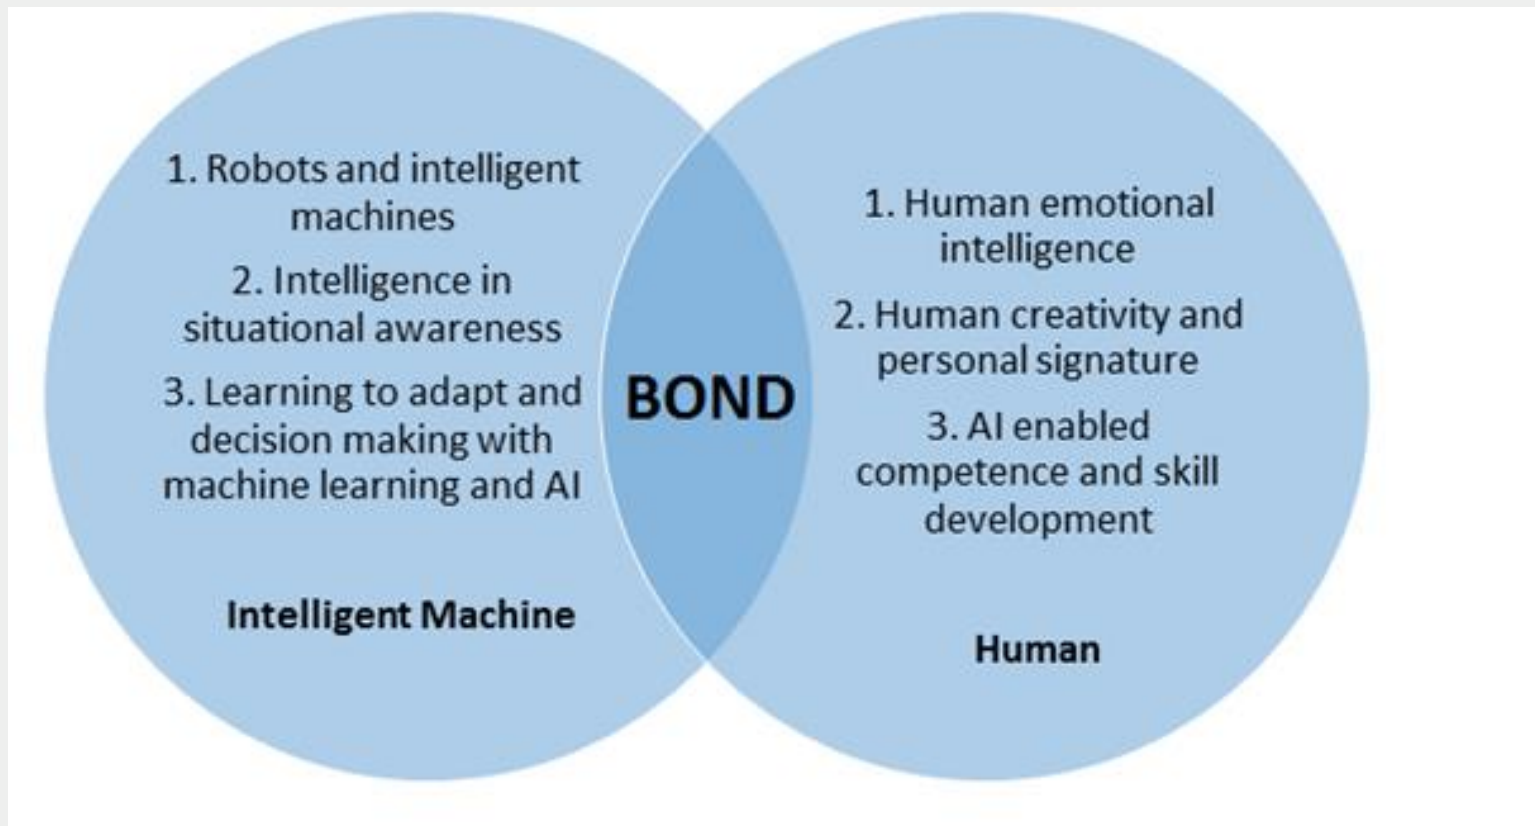 1. Robots and intelligent
machines
2. Intelligence in
situational awareness
3. Learning to adapt and
decision making with
machine learning and AI
Intelligent Machine
BOND
1. Human emotional
intelligence
2. Human creativity and
personal signature
3. AI enabled
competence and skill
development
Human